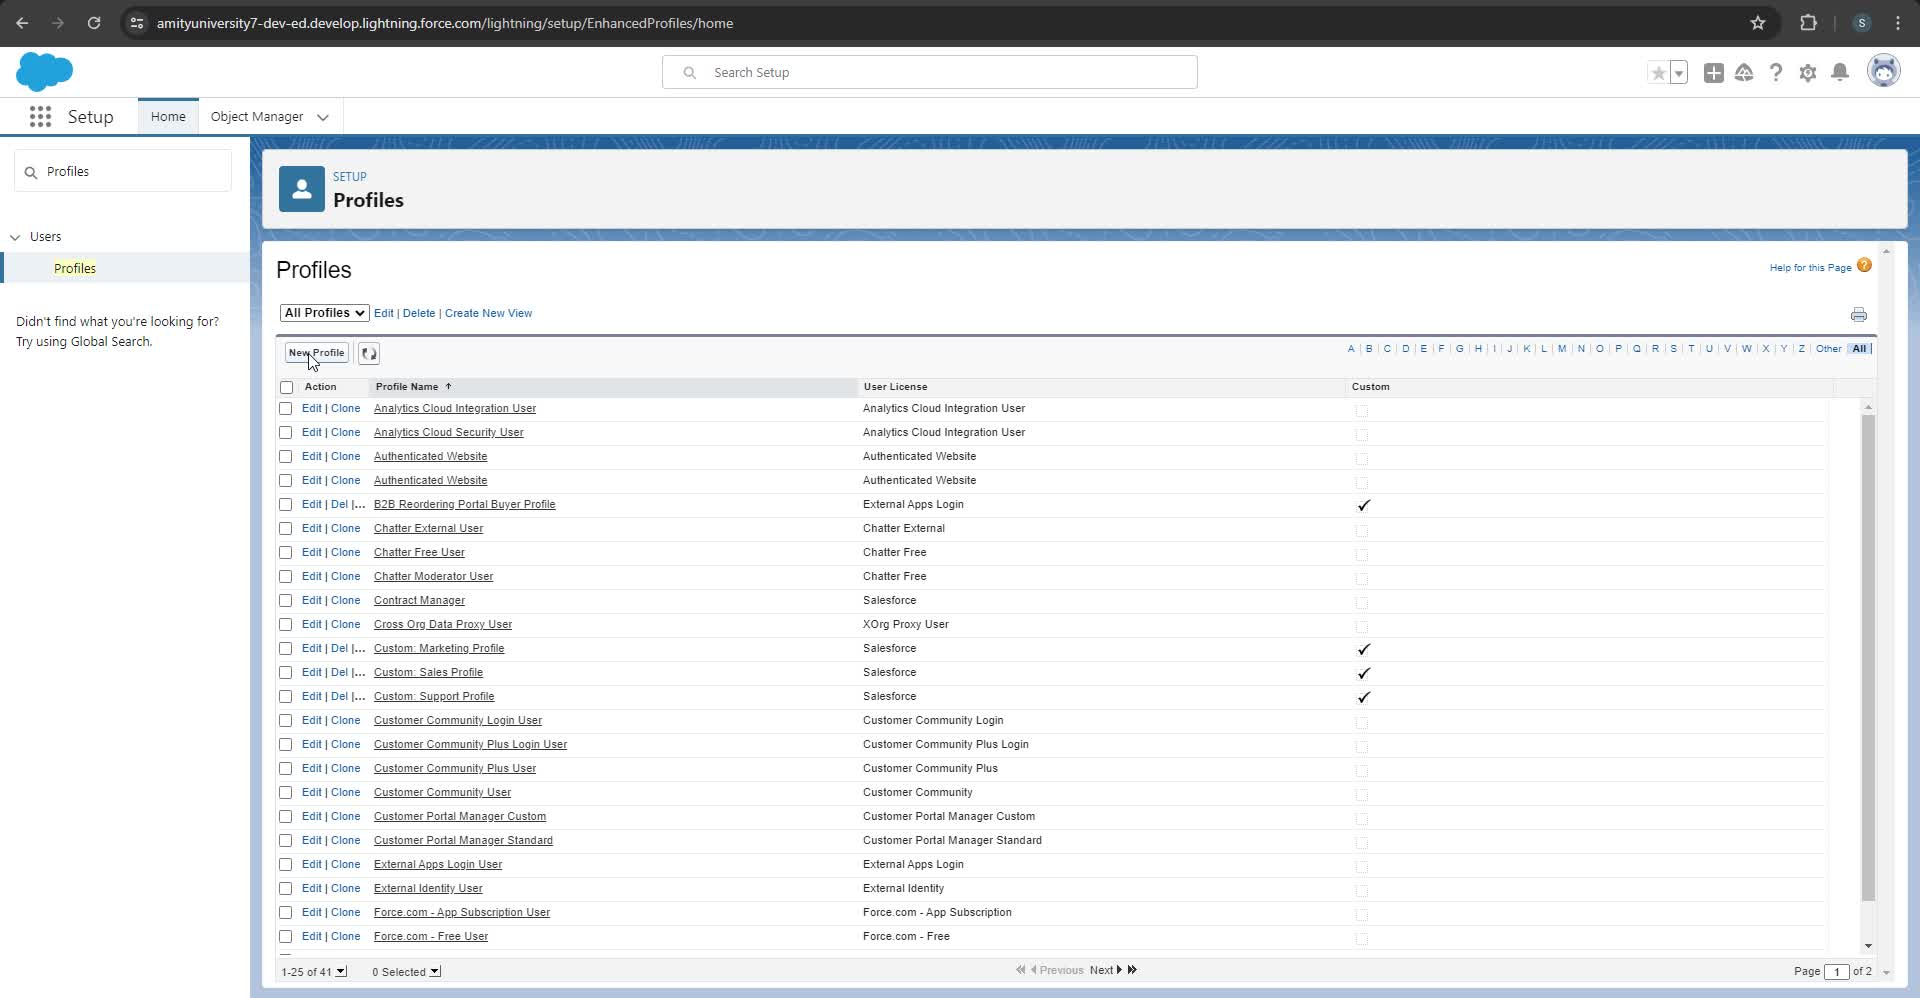 amityuniversity7-dev-ed.develop.lightning.force.com/lightning/setup/EnhancedProfiles/home
S
Search Setup
Setup
Home
Object Manager
Profiles
Users
Profiles
Didn't find what you're looking for?
Try using Global Search.
SETUP
Profiles
Profiles
Help for this Page
All Profiles Edit | Delete | Create New View
New Profile
A | B | C | D | E | F | G | H | I | J | K | L | M | N | O | P | Q | R | S | T | U | V | W | X | Y | Z | Other | All |
Action Profile Name ↑ User License Custom
Edit | Clone Analytics Cloud Integration User Analytics Cloud Integration User
Edit | Clone Analytics Cloud Security User Analytics Cloud Integration User
Edit | Clone Authenticated Website Authenticated Website
Edit | Clone Authenticated Website Authenticated Website
Edit | Del |... B2B Reordering Portal Buyer Profile External Apps Login ✓
Edit | Clone Chatter External User Chatter External
Edit | Clone Chatter Free User Chatter Free
Edit | Clone Chatter Moderator User Chatter Free
Edit | Clone Contract Manager Salesforce
Edit | Clone Cross Org Data Proxy User XOrg Proxy User
Edit | Del |... Custom: Marketing Profile Salesforce ✓
Edit | Del |... Custom: Sales Profile Salesforce ✓
Edit | Del |... Custom: Support Profile Salesforce ✓
Edit | Clone Customer Community Login User Customer Community Login
Edit | Clone Customer Community Plus Login User Customer Community Plus Login
Edit | Clone Customer Community Plus User Customer Community Plus
Edit | Clone Customer Community User Customer Community
Edit | Clone Customer Portal Manager Custom Customer Portal Manager Custom
Edit | Clone Customer Portal Manager Standard Customer Portal Manager Standard
Edit | Clone External Apps Login User External Apps Login
Edit | Clone External Identity User External Identity
Edit | Clone Force.com - App Subscription User Force.com - App Subscription
Edit | Clone Force.com - Free User Force.com - Free
1-25 of 41 0 Selected Previous Next Page 1 of 2